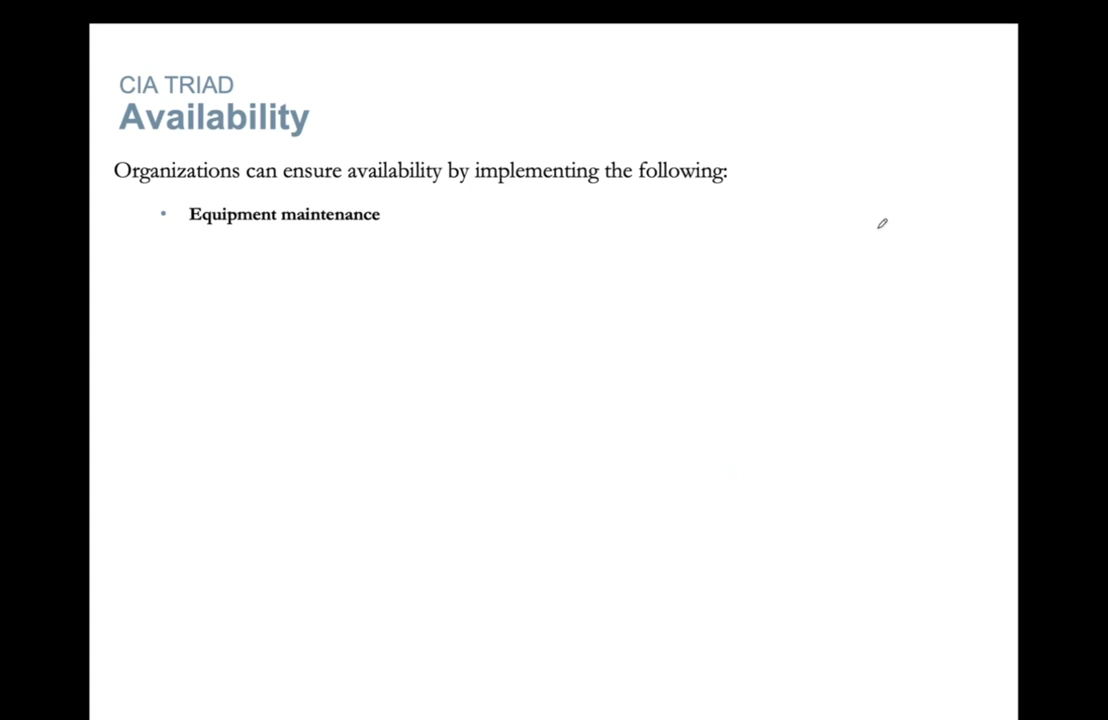 CIA TRIAD
Availability
Organizations can ensure availability by implementing the following:
• Equipment maintenance